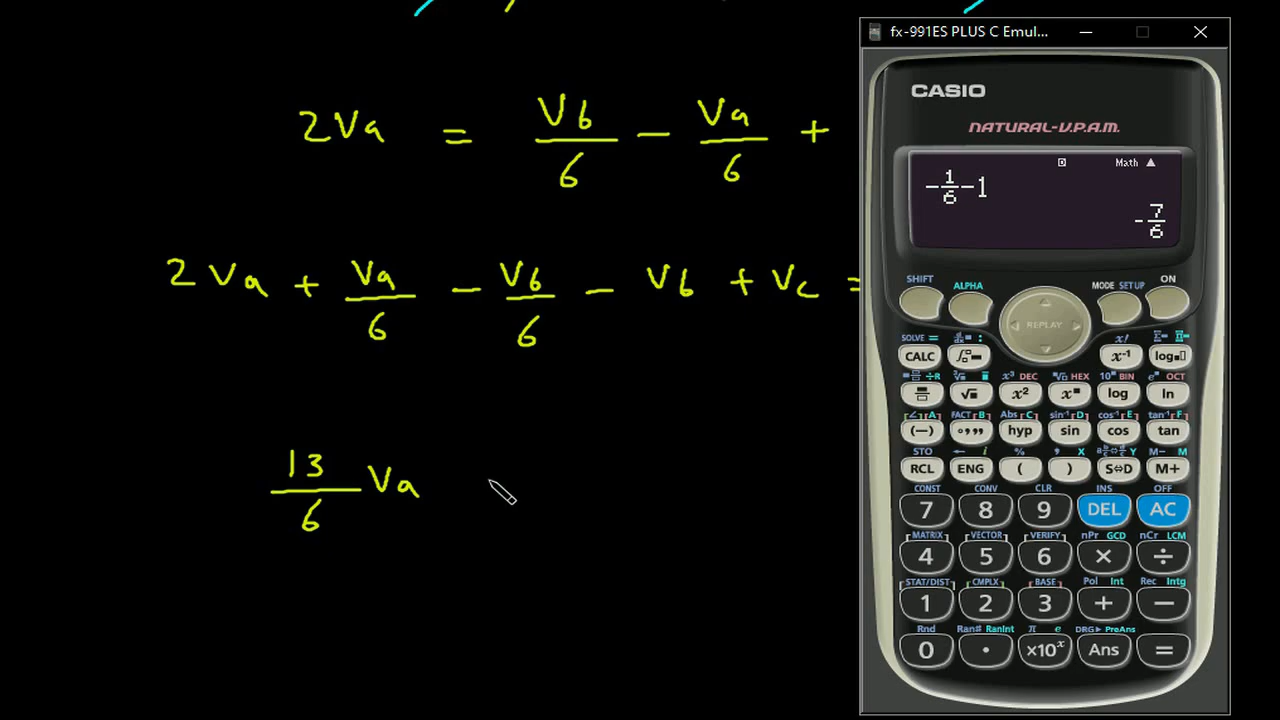 fx-991ES PLUS C Emul...
CASIO
NATURAL-V.P.A.M.
Math ▲
-1/6-1
-7/6
2Va = Vb/6 - Va/6 +
2Va + Va/6 - Vb/6 - Vb + Vc =
13/6 Va
SHIFT ALPHA MODE SETUP ON
REPLAY
SOLVE = d/dx= : x! Σ= Π=
CALC ∫ x⁻¹ log
÷R x³ DEC HEX 10 BIN e OCT
√ x² x log ln
∠ [A] FACT [B] Abs [C] sin⁻¹ [D] cos⁻¹ [E] tan⁻¹ [F]
(−) hyp sin cos tan
STO ← i % , X a b/c⇔d/c Y M− M
RCL ENG ( ) S⇔D M+
CONST CONV CLR INS OFF
7 8 9 DEL AC
[MATRIX] [VECTOR] [VERIFY] nPr GCD nCr LCM
4 5 6 × ÷
[STAT/DIST] [CMPLX] [BASE] Pol Int Rec Intg
1 2 3 + −
Rnd Ran# RanInt π e DRG▶ PreAns
0 . ×10ˣ Ans =